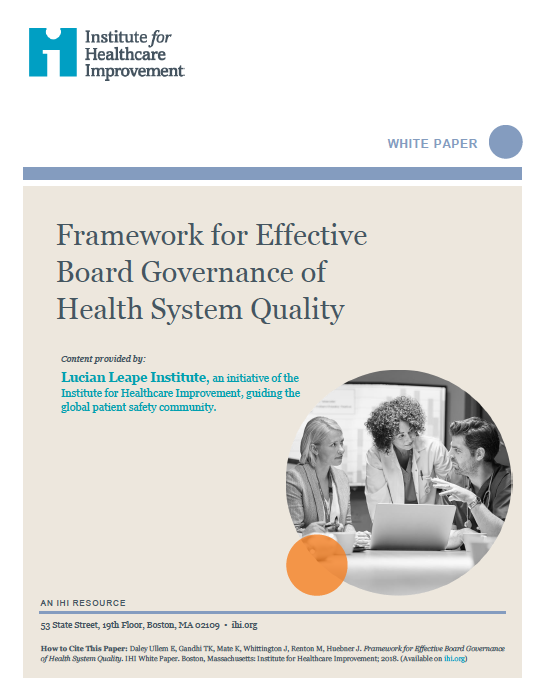 Institute for
Healthcare
Improvement
WHITE PAPER
Framework for Effective
Board Governance of
Health System Quality
Content provided by:
Lucian Leape Institute, an initiative of the
Institute for Healthcare Improvement, guiding the
global patient safety community.
AN IHI RESOURCE
53 State Street, 19th Floor, Boston, MA 02109 • ihi.org
How to Cite This Paper: Daley Ullem E, Gandhi TK, Mate K, Whittington J, Renton M, Huebner J. Framework for Effective Board Governance
of Health System Quality. IHI White Paper. Boston, Massachusetts: Institute for Healthcare Improvement; 2018. (Available on ihi.org)